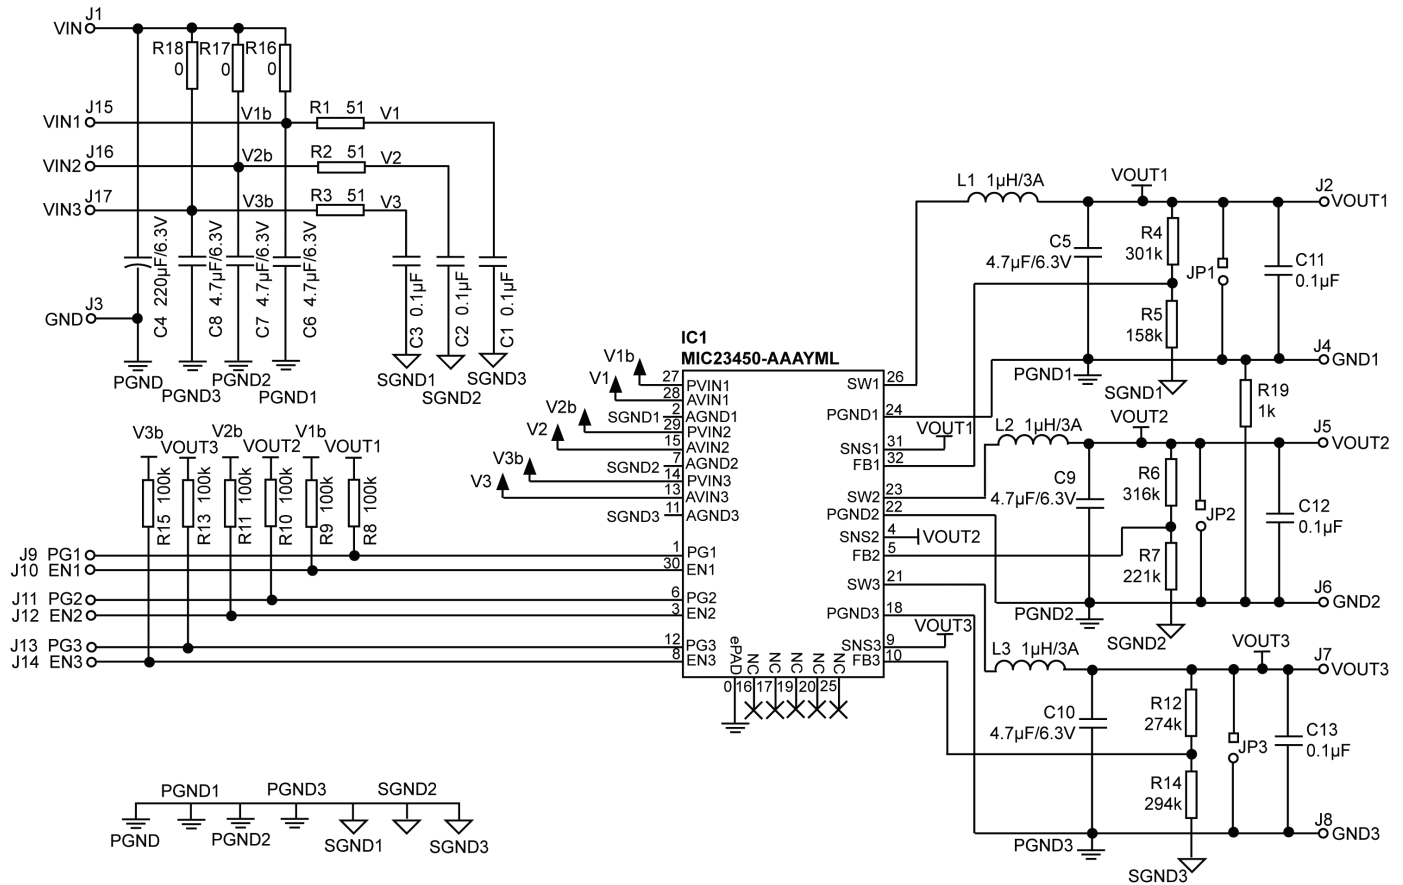 J1
VIN
R18
0
R17
0
R16
0
J15
VIN1
V1b
R1 51
V1
J16
VIN2
V2b
R2 51
V2
J17
VIN3
V3b
R3 51
V3
C4 220µF/6.3V
C8 4.7µF/6.3V
C7 4.7µF/6.3V
C6 4.7µF/6.3V
C3 0.1µF
C2 0.1µF
C1 0.1µF
J3
GND
PGND
PGND3
PGND2
PGND1
SGND1
SGND2
SGND3
V3b
VOUT3
V2b
VOUT2
V1b
VOUT1
R15 100k
R13 100k
R11 100k
R10 100k
R9 100k
R8 100k
J9 PG1
J10 EN1
J11 PG2
J12 EN2
J13 PG3
J14 EN3
IC1
MIC23450-AAAYML
V1b
V1
SGND1
V2b
V2
SGND2
V3b
V3
SGND3
27 PVIN1
28 AVIN1
2 AGND1
29 PVIN2
15 AVIN2
7 AGND2
14 PVIN3
13 AVIN3
11 AGND3
1 PG1
30 EN1
6 PG2
3 EN2
12 PG3
8 EN3
ePAD
NC
NC
NC
NC
NC
0 16 17 19 20 25
SW1 26
PGND1 24
SNS1 31
VOUT1
FB1 32
SW2 23
PGND2 22
SNS2 4
VOUT2
FB2 5
SW3 21
PGND3 18
SNS3 9
VOUT3
FB3 10
L1 1µH/3A
VOUT1
J2
VOUT1
C5
4.7µF/6.3V
R4
301k
JP1
C11
0.1µF
R5
158k
PGND1
SGND1
J4
GND1
R19
1k
L2 1µH/3A
VOUT2
J5
VOUT2
C9
4.7µF/6.3V
R6
316k
JP2
C12
0.1µF
R7
221k
PGND2
SGND2
J6
GND2
L3 1µH/3A
VOUT3
J7
VOUT3
C10
4.7µF/6.3V
R12
274k
JP3
C13
0.1µF
R14
294k
PGND3
SGND3
J8
GND3
PGND1
PGND3
SGND2
PGND
PGND2
SGND1
SGND3